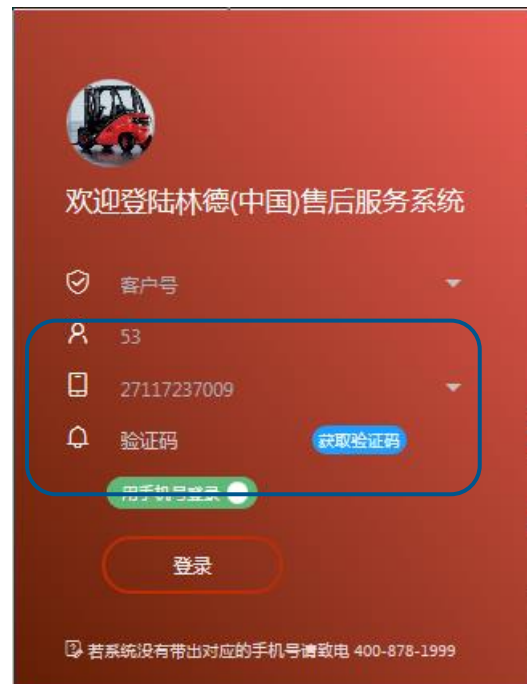 欢迎登陆林德(中国)售后服务系统
客户号
53
27117237009
验证码 获取验证码
用手机号登录
登录
若系统没有带出对应的手机号请致电 400-878-1999